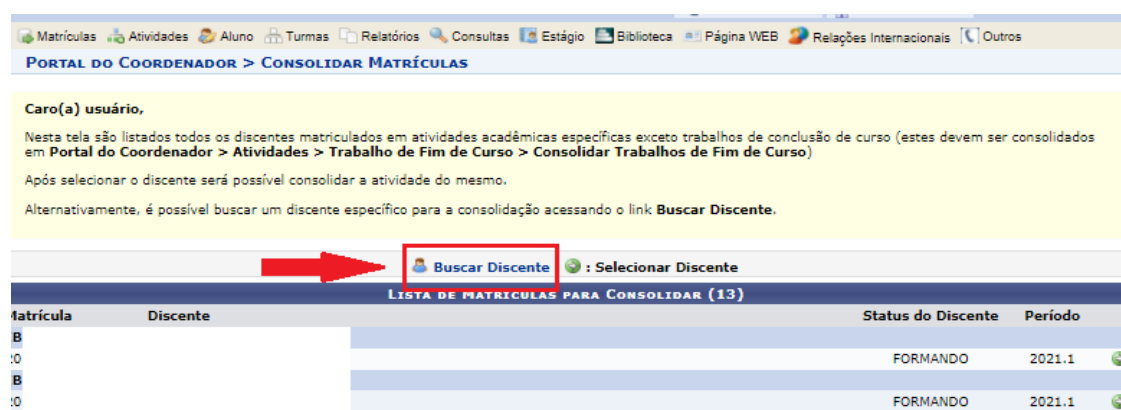 Matrículas Atividades Aluno Turmas Relatórios Consultas Estágio Biblioteca Página WEB Relações Internacionais Outros
PORTAL DO COORDENADOR > CONSOLIDAR MATRÍCULAS
Caro(a) usuário,
Nesta tela são listados todos os discentes matriculados em atividades acadêmicas específicas exceto trabalhos de conclusão de curso (estes devem ser consolidados
em Portal do Coordenador > Atividades > Trabalho de Fim de Curso > Consolidar Trabalhos de Fim de Curso)
Após selecionar o discente será possível consolidar a atividade do mesmo.
Alternativamente, é possível buscar um discente específico para a consolidação acessando o link Buscar Discente.
Buscar Discente : Selecionar Discente
LISTA DE MATRÍCULAS PARA CONSOLIDAR (13)
Matrícula Discente Status do Discente Período
B
20 FORMANDO 2021.1
B
20 FORMANDO 2021.1